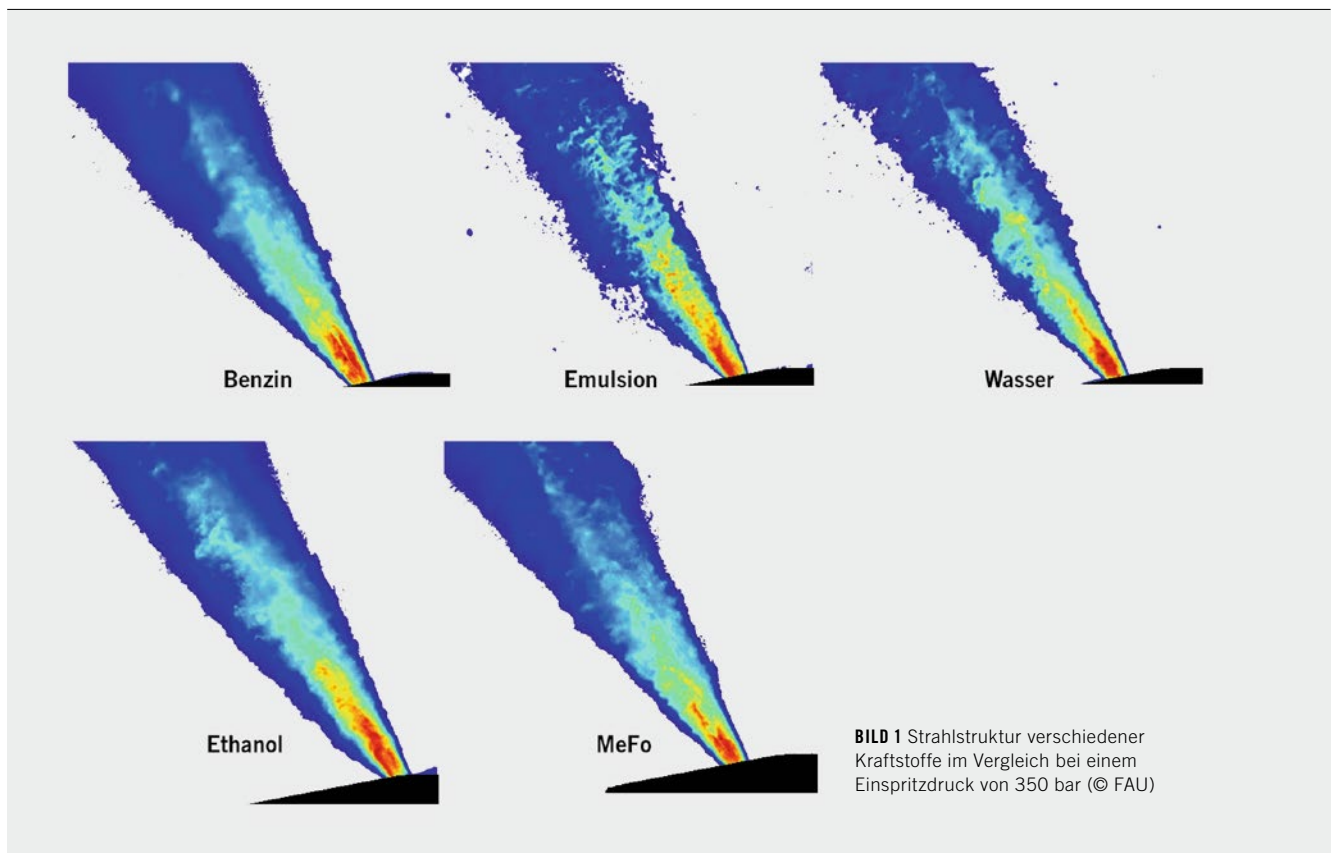 Benzin
Emulsion
Wasser
Ethanol
MeFo
BILD 1 Strahlstruktur verschiedener
Kraftstoffe im Vergleich bei einem
Einspritzdruck von 350 bar (© FAU)